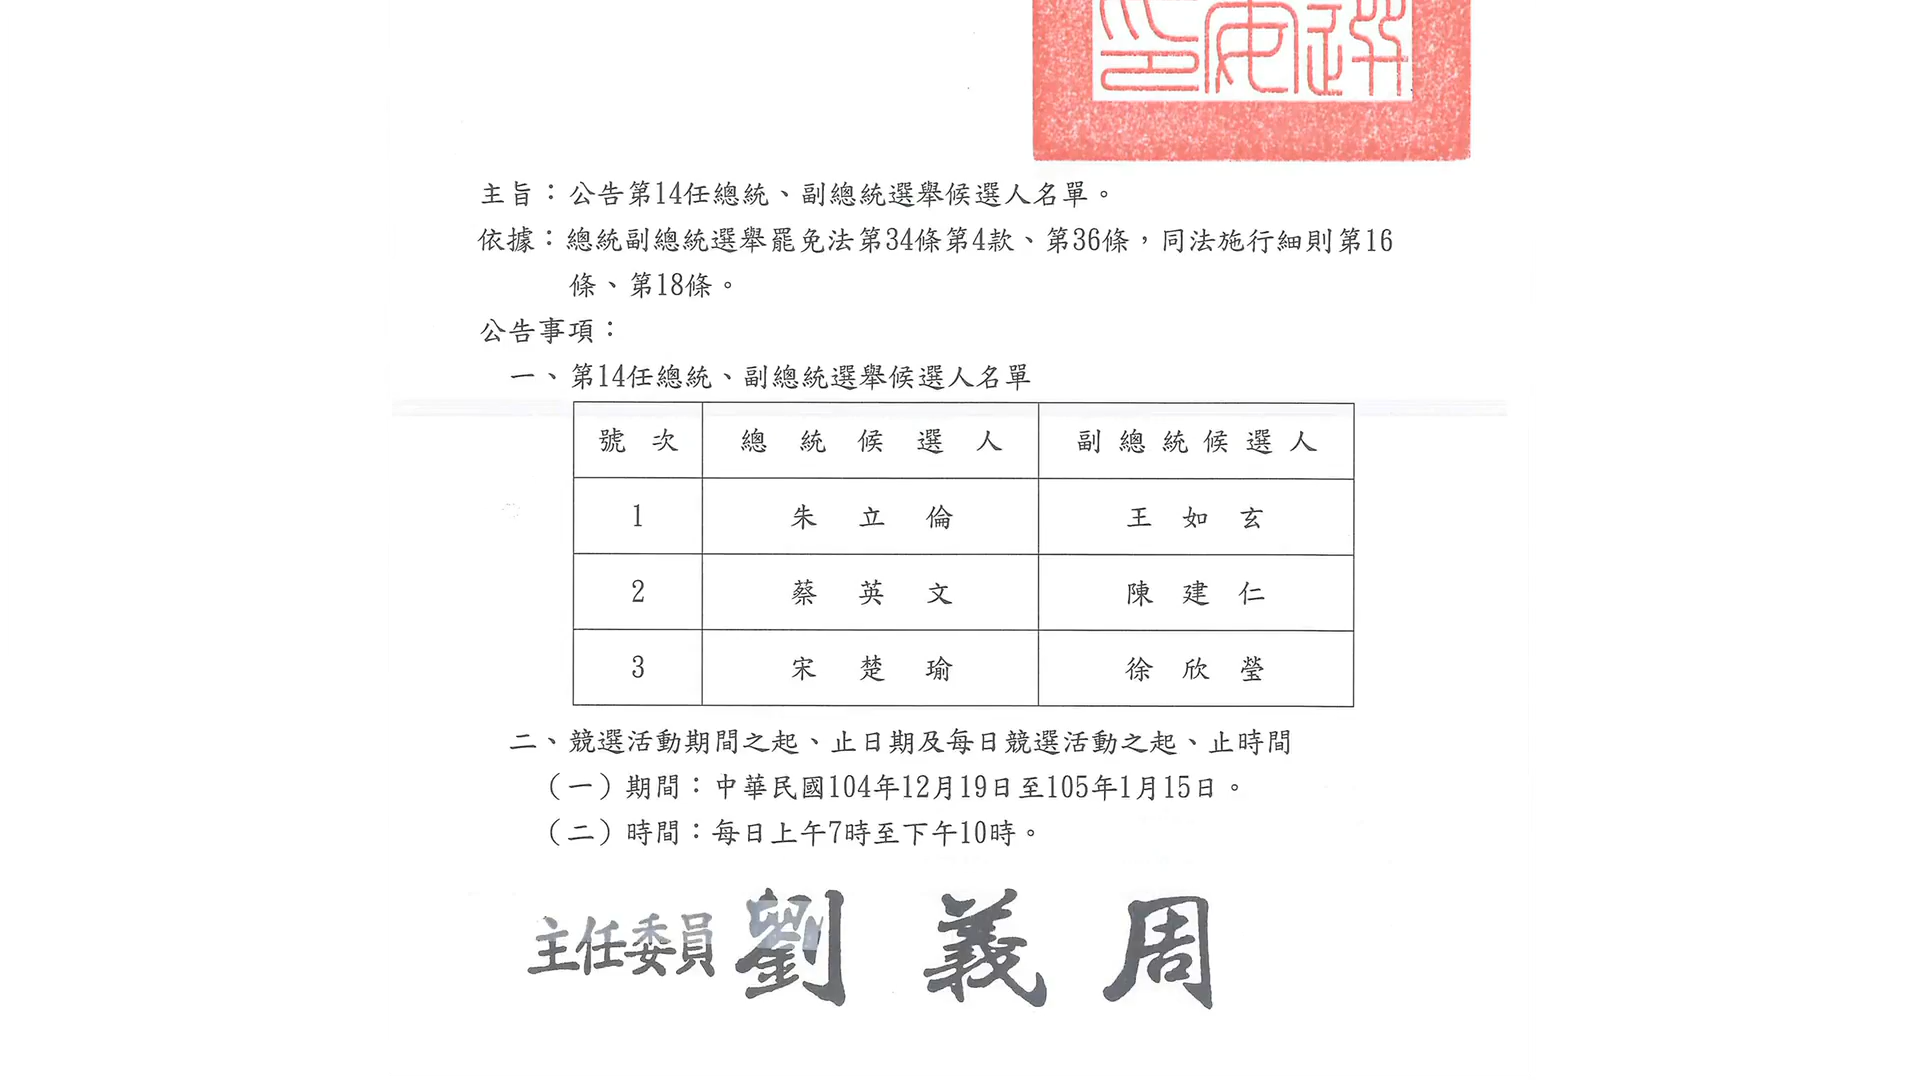 主旨：公告第14任總統、副總統選舉候選人名單。
依據：總統副總統選舉罷免法第34條第4款、第36條，同法施行細則第16
條、第18條。
公告事項：
一、第14任總統、副總統選舉候選人名單
號次 總統候選人 副總統候選人
1 朱立倫 王如玄
2 蔡英文 陳建仁
3 宋楚瑜 徐欣瑩
二、競選活動期間之起、止日期及每日競選活動之起、止時間
（一）期間：中華民國104年12月19日至105年1月15日。
（二）時間：每日上午7時至下午10時。
主任委員 劉義周